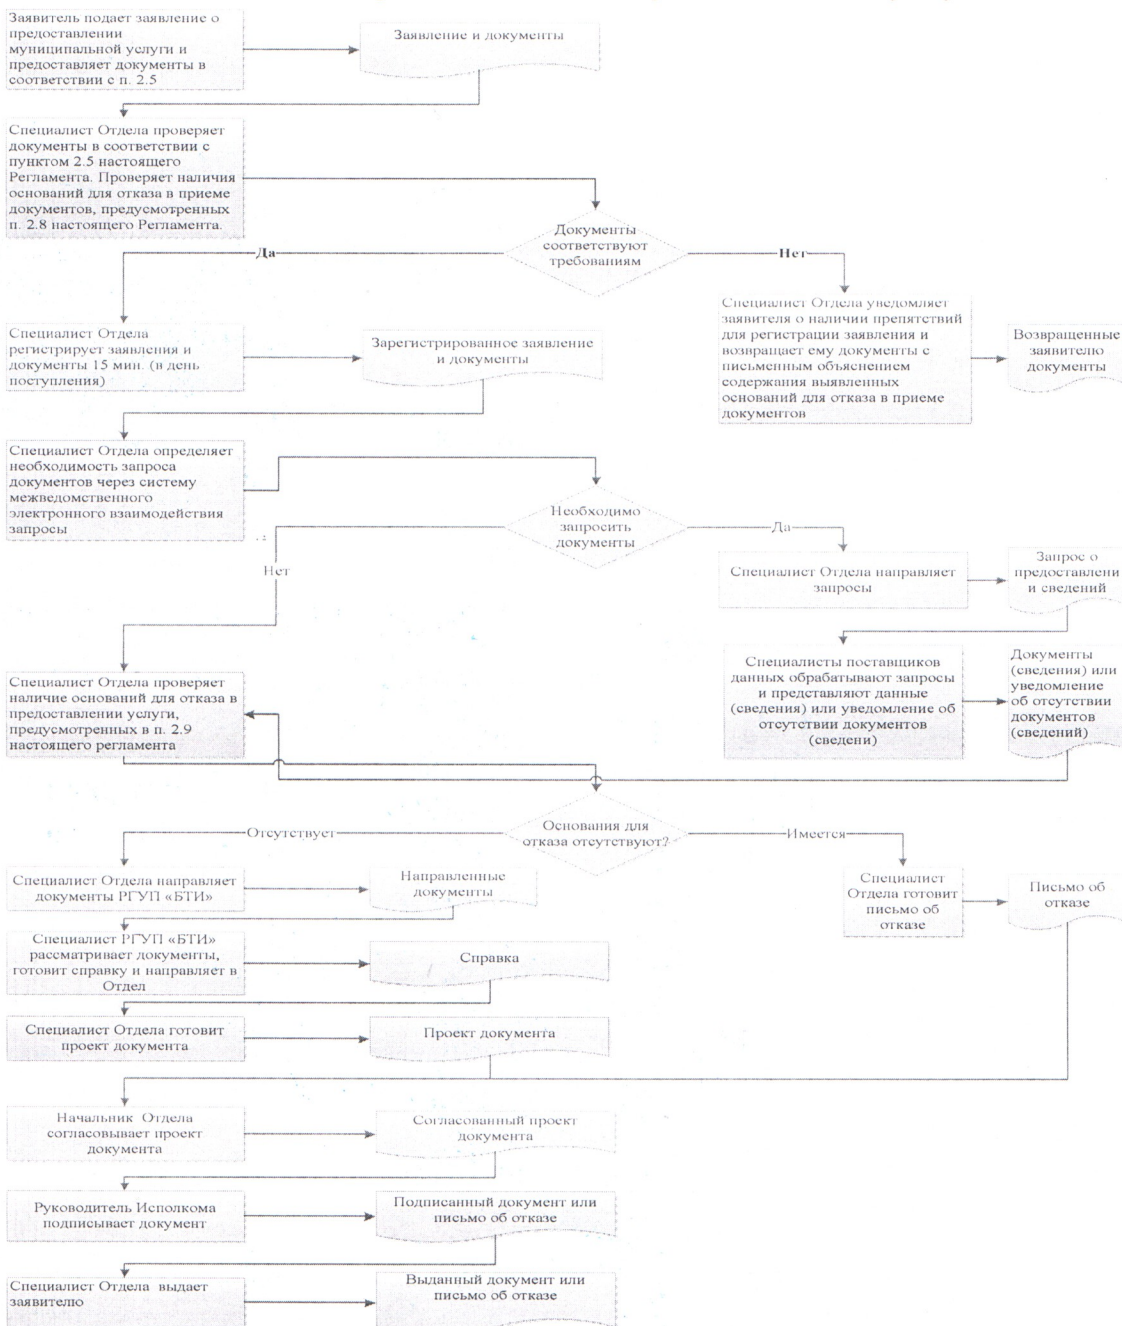 Заявитель подает заявление о
предоставлении
муниципальной услуги и
предоставляет документы в
соответствии с п. 2.5
Заявление и документы
Специалист Отдела проверяет
документы в соответствии с
пунктом 2.5 настоящего
Регламента. Проверяет наличия
оснований для отказа в приеме
документов, предусмотренных
п. 2.8 настоящего Регламента.
Документы
соответствуют
требованиям
Да
Нет
Специалист Отдела
регистрирует заявления и
документы 15 мин. (в день
поступления)
Зарегистрированное заявление
и документы
Специалист Отдела уведомляет
заявителя о наличии препятствий
для регистрации заявления и
возвращает ему документы с
письменным объяснением
содержания выявленных
оснований для отказа в приеме
документов
Возвращенные
заявителю
документы
Специалист Отдела определяет
необходимость запроса
документов через систему
межведомственного
электронного взаимодействия
запросы
Необходимо
запросить
документы
Да
Нет
Специалист Отдела направляет
запросы
Запрос о
предоставлени
и сведений
Специалисты поставщиков
данных обрабатывают запросы
и представляют данные
(сведения) или уведомление об
отсутствии документов
(сведени)
Документы
(сведения) или
уведомление
об отсутствии
документов
(сведений)
Специалист Отдела проверяет
наличие оснований для отказа в
предоставлении услуги,
предусмотренных в п. 2.9
настоящего регламента
Основания для
отказа отсутствуют?
Отсутствует
Имеется
Специалист Отдела направляет
документы РГУП «БТИ»
Направленные
документы
Специалист
Отдела готовит
письмо об
отказе
Письмо об
отказе
Специалист РГУП «БТИ»
рассматривает документы,
готовит справку и направляет в
Отдел
Справка
Специалист Отдела готовит
проект документа
Проект документа
Начальник Отдела
согласовывает проект
документа
Согласованный проект
документа
Руководитель Исполкома
подписывает документ
Подписанный документ или
письмо об отказе
Специалист Отдела выдает
заявителю
Выданный документ или
письмо об отказе